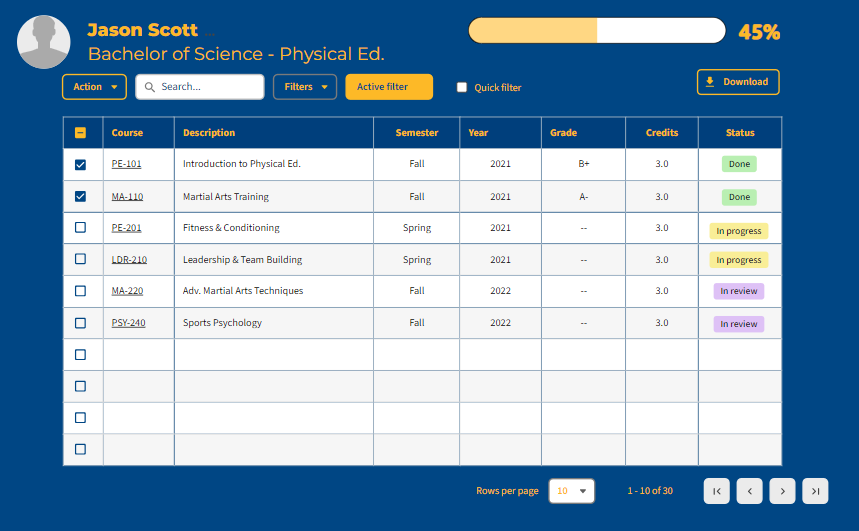 Jason Scott ...
45%
Bachelor of Science - Physical Ed.
Action Search... Filters Active filter Quick filter Download
Course Description Semester Year Grade Credits Status
PE-101 Introduction to Physical Ed. Fall 2021 B+ 3.0 Done
MA-110 Martial Arts Training Fall 2021 A- 3.0 Done
PE-201 Fitness & Conditioning Spring 2021 -- 3.0 In progress
LDR-210 Leadership & Team Building Spring 2021 -- 3.0 In progress
MA-220 Adv. Martial Arts Techniques Fall 2022 -- 3.0 In review
PSY-240 Sports Psychology Fall 2022 -- 3.0 In review
Rows per page 10 1 - 10 of 30